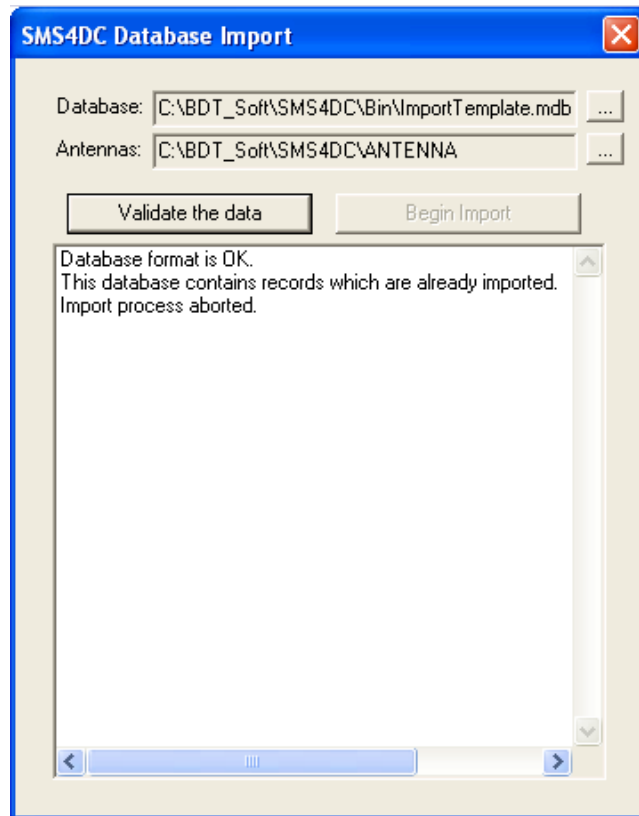 SMS4DC Database Import
Database: C:\BDT_Soft\SMS4DC\Bin\ImportTemplate.mdb ...
Antennas: C:\BDT_Soft\SMS4DC\ANTENNA ...
Validate the data Begin Import
Database format is OK.
This database contains records which are already imported.
Import process aborted.